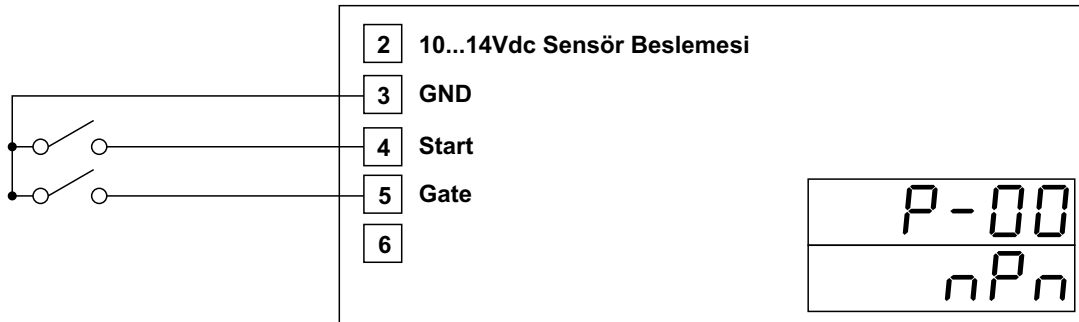 2 10...14Vdc Sensör Beslemesi
3 GND
4 Start
5 Gate
6
P-00
nPn